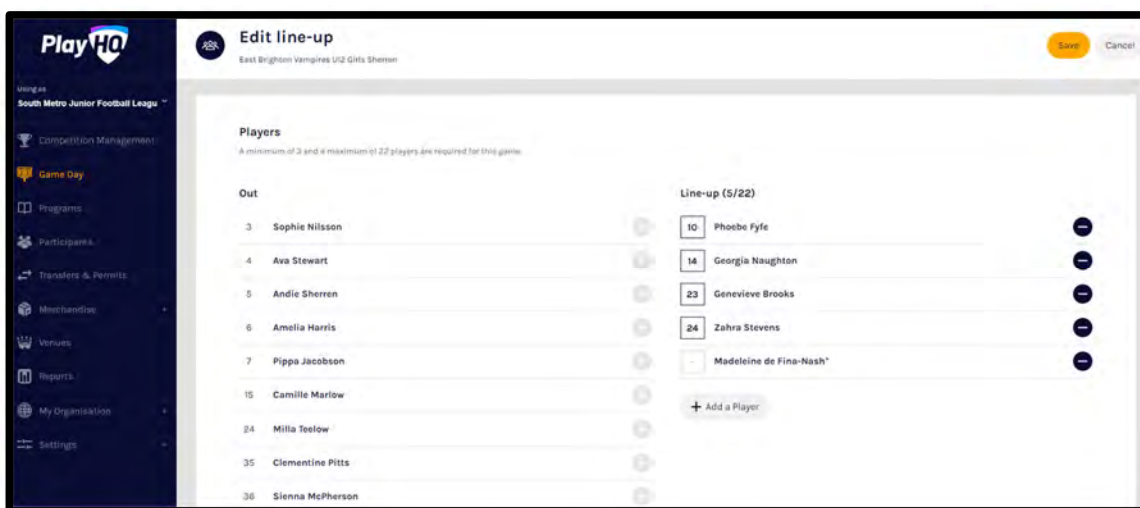 PlayHQ
Edit line-up
East Brighton Vampires U12 Girls Sherron
Save
Cancel
Using as
South Metro Junior Football Leagu
Competition Management
Game Day
Programs
Participants
Transfers & Permits
Merchandise
Venues
Reports
My Organisation
Settings
Players
A minimum of 3 and a maximum of 22 players are required for this game.
Out
3 Sophie Nilsson
4 Ava Stewart
5 Andie Sherren
6 Amelia Harris
7 Pippa Jacobson
15 Camille Marlow
24 Milla Teelow
35 Clementine Pitts
36 Sienna McPherson
Line-up (5/22)
10 Phoebe Fyfe
14 Georgia Naughton
23 Genevieve Brooks
24 Zahra Stevens
- Madeleine de Fina-Nash*
+ Add a Player